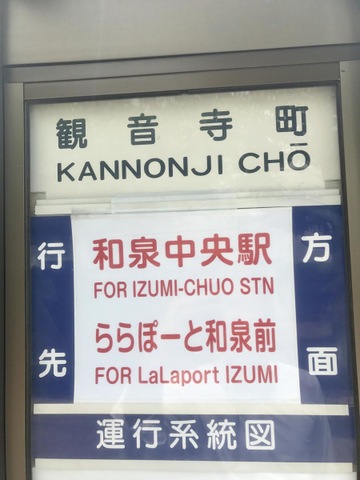 観音寺町
KANNONJI CHŌ
行先
和泉中央駅
FOR IZUMI-CHUO STN
ららぽーと和泉前
FOR LaLaport IZUMI
方面
運行系統図